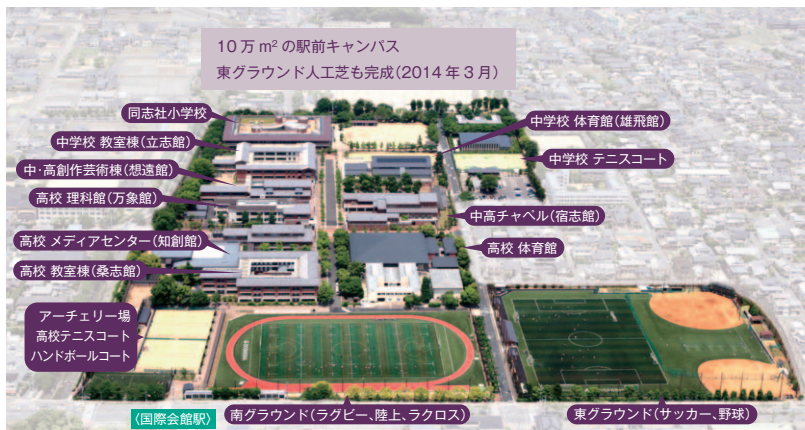 10万m²の駅前キャンパス
東グラウンド人工芝も完成(2014年3月)
同志社小学校
中学校 教室棟(立志館)
中・高創作芸術棟(想遠館)
高校 理科館(万象館)
高校 メディアセンター(知創館)
高校 教室棟(桑志館)
アーチェリー場
高校テニスコート
ハンドボールコート
中学校 体育館(雄飛館)
中学校 テニスコート
中高チャペル(宿志館)
高校 体育館
〈国際会館駅〉
南グラウンド(ラグビー、陸上、ラクロス)
東グラウンド(サッカー、野球)